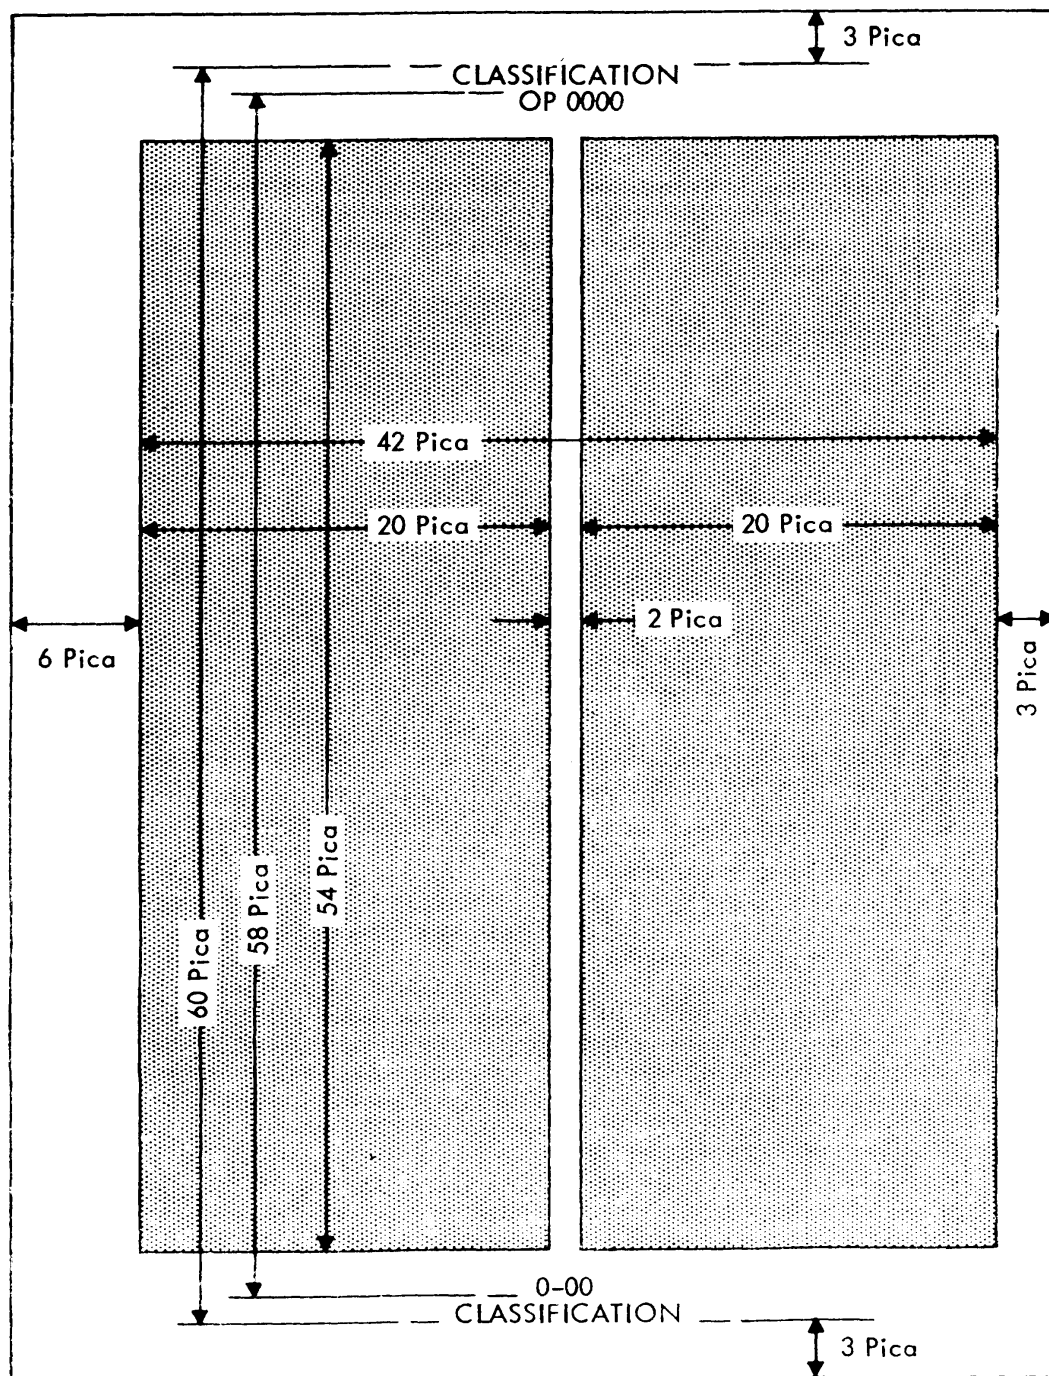 3 Pica
CLASSIFICATION
OP 0000
42 Pica
20 Pica
20 Pica
2 Pica
6 Pica
3 Pica
54 Pica
58 Pica
60 Pica
0-00
CLASSIFICATION
3 Pica